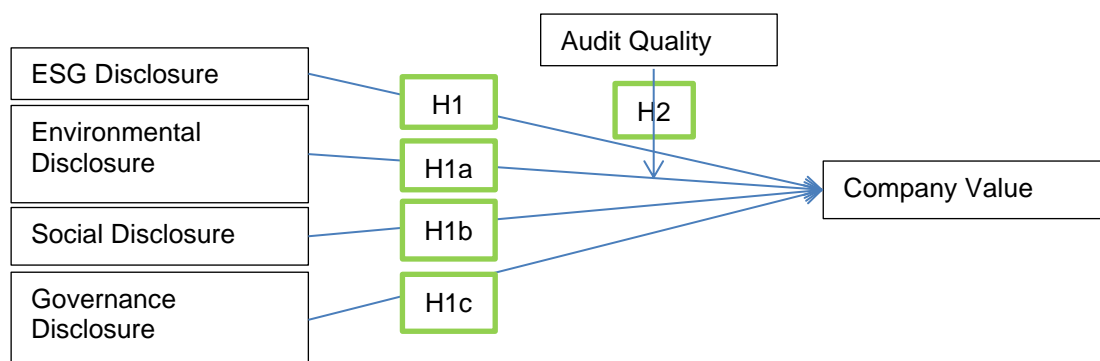 Audit Quality
ESG Disclosure
H1
H2
Environmental
Disclosure
H1a
Company Value
Social Disclosure
H1b
Governance
Disclosure
H1c